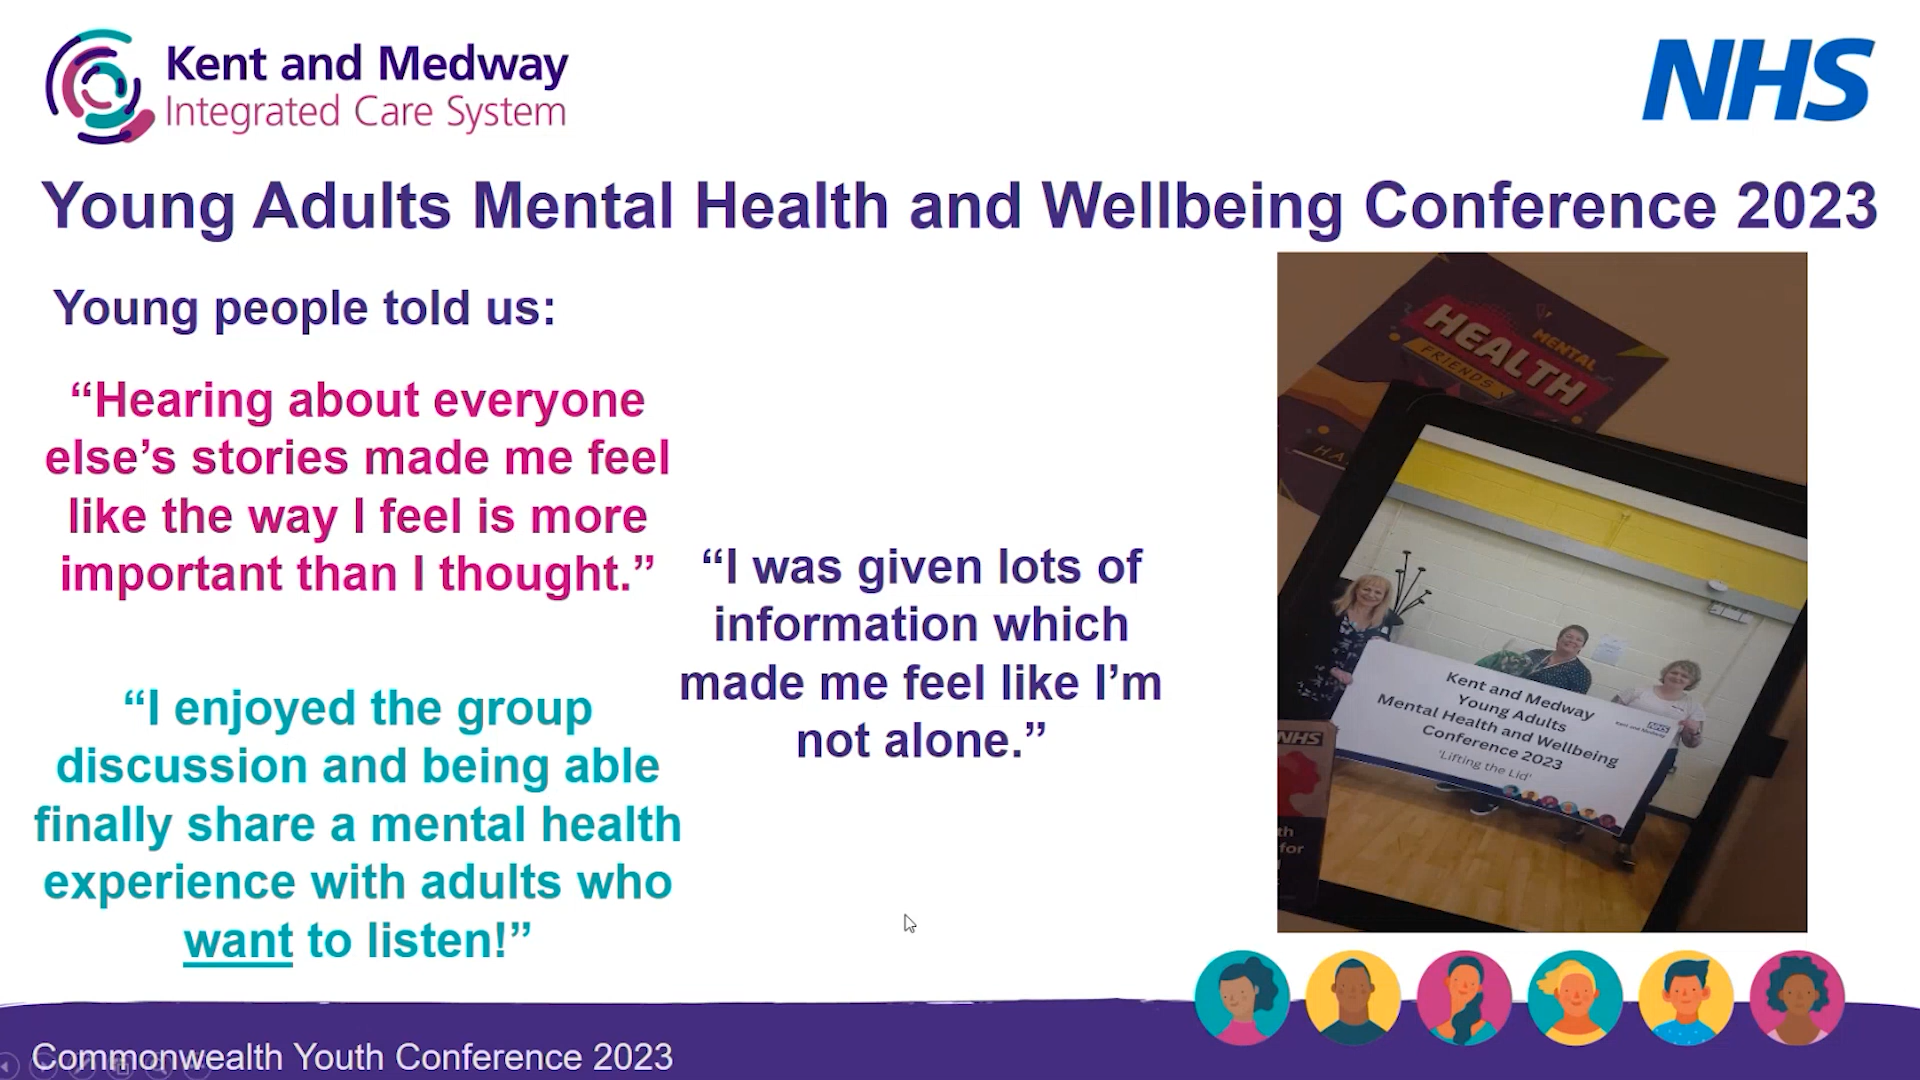 Kent and Medway
Integrated Care System
NHS
Young Adults Mental Health and Wellbeing Conference 2023
Young people told us:
“Hearing about everyone
else’s stories made me feel
like the way I feel is more
important than I thought.”
“I was given lots of
information which
made me feel like I’m
not alone.”
“I enjoyed the group
discussion and being able
finally share a mental health
experience with adults who
want to listen!”
MENTAL
HEALTH
FRIENDS
HA
Kent and Medway
Young Adults
Mental Health and Wellbeing
Conference 2023
'Lifting the Lid'
NHS
NHS
th
for
Commonwealth Youth Conference 2023